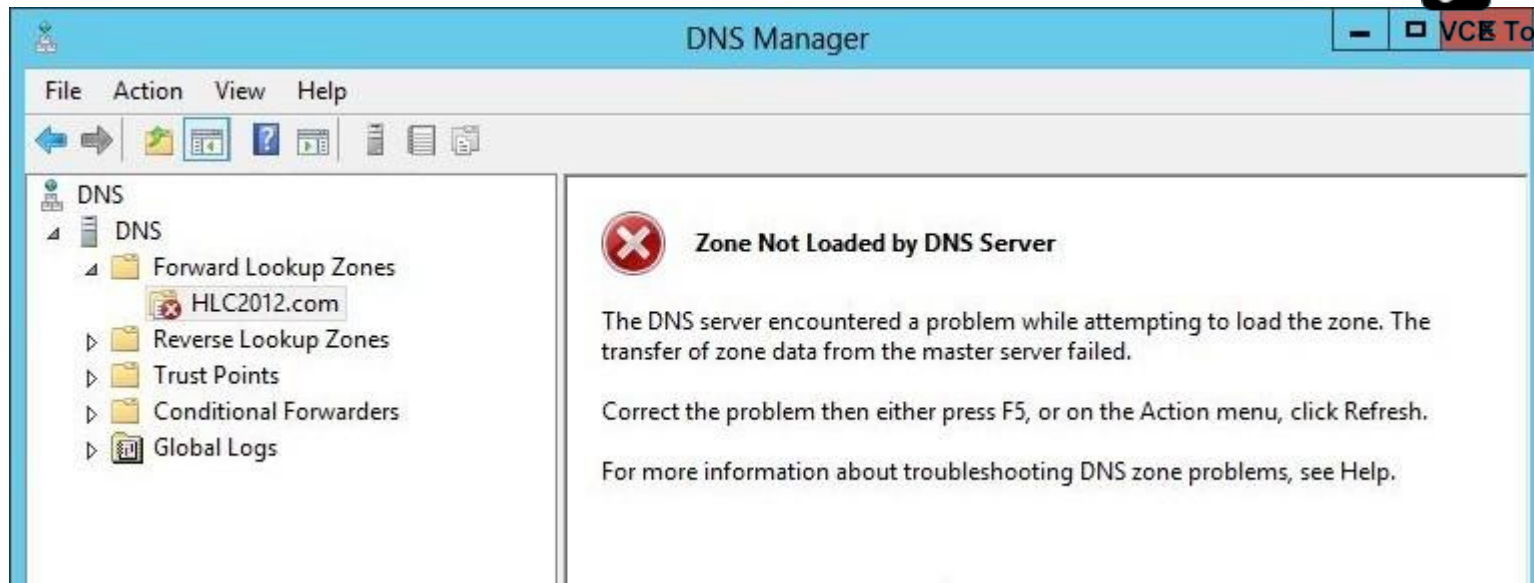 DNS Manager
VCE To
File Action View Help
DNS
DNS
Forward Lookup Zones
HLC2012.com
Reverse Lookup Zones
Trust Points
Conditional Forwarders
Global Logs
Zone Not Loaded by DNS Server
The DNS server encountered a problem while attempting to load the zone. The
transfer of zone data from the master server failed.
Correct the problem then either press F5, or on the Action menu, click Refresh.
For more information about troubleshooting DNS zone problems, see Help.